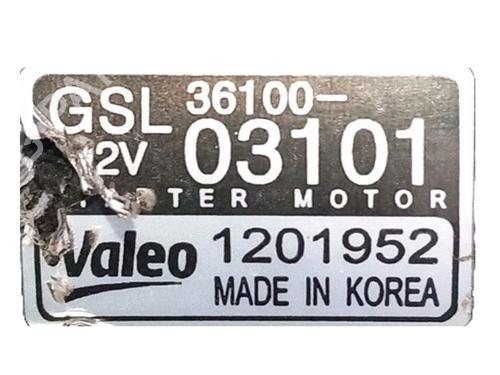 GSL 36100-
2V 03101
TER MOTOR
Valeo 1201952
MADE IN KOREA